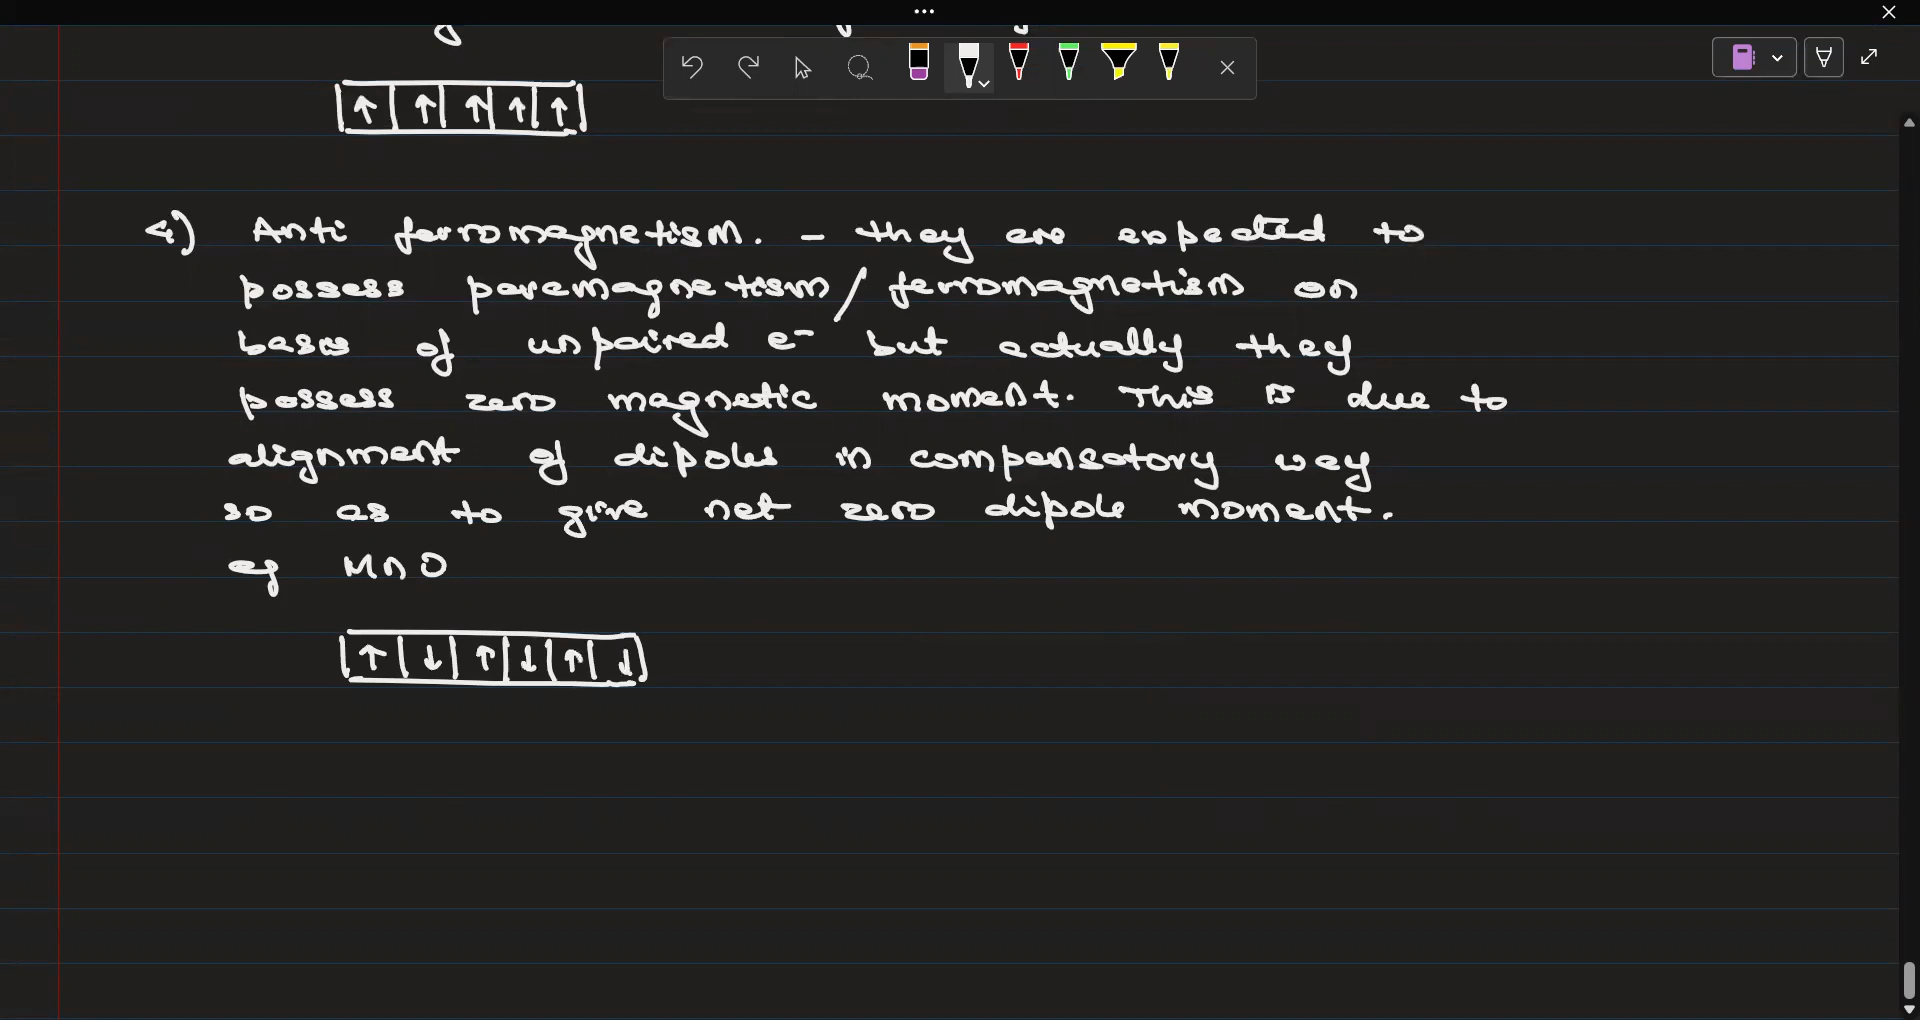 4) Anti ferromagnetism. - they are expected to
possess paramagnetism/ferromagnetism on
basis of unpaired e⁻ but actually they
possess zero magnetic moment. This is due to
alignment of dipoles in compensatory way
so as to give net zero dipole moment.
eg MnO